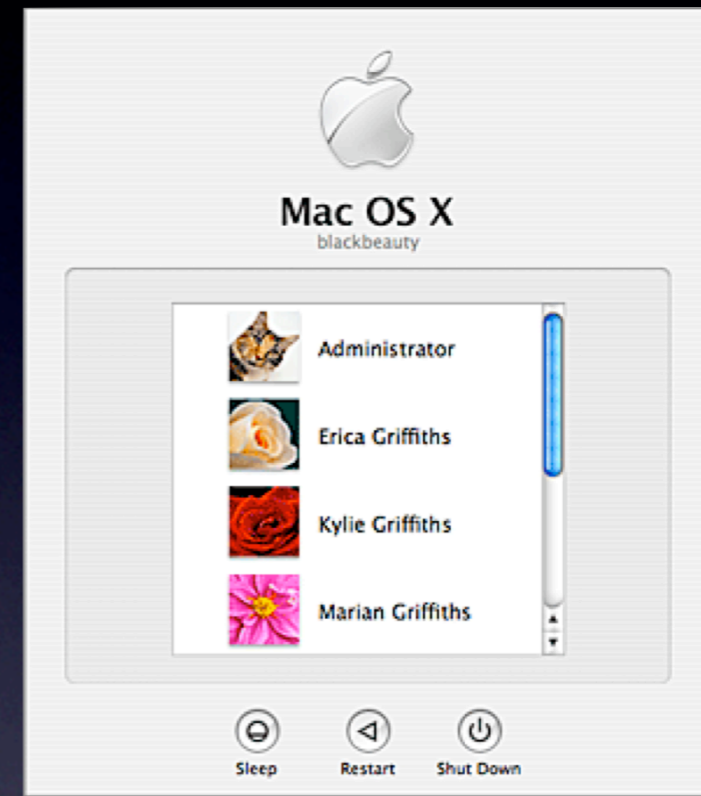 Mac OS X
blackbeauty
Administrator
Erica Griffiths
Kylie Griffiths
Marian Griffiths
Sleep Restart Shut Down